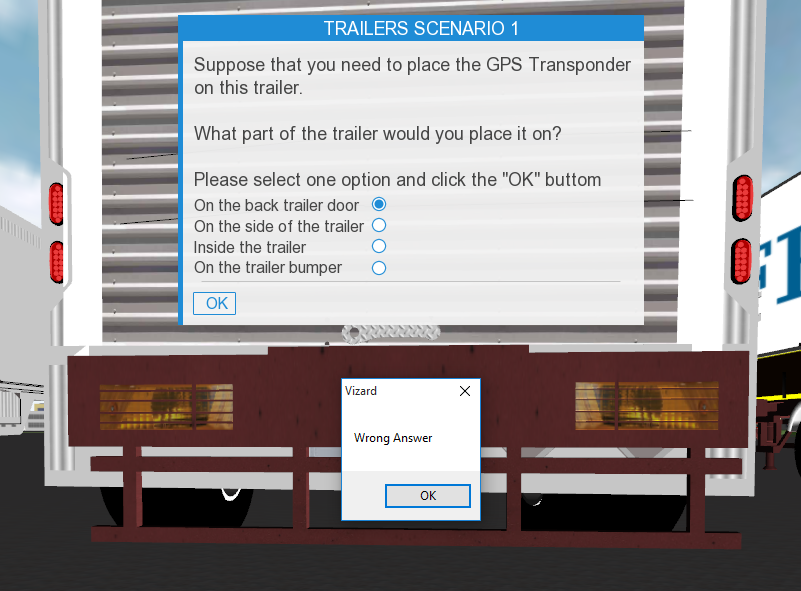 TRAILERS SCENARIO 1
Suppose that you need to place the GPS Transponder
on this trailer.
What part of the trailer would you place it on?
Please select one option and click the "OK" buttom
On the back trailer door
On the side of the trailer
Inside the trailer
On the trailer bumper
OK
Vizard
Wrong Answer
OK